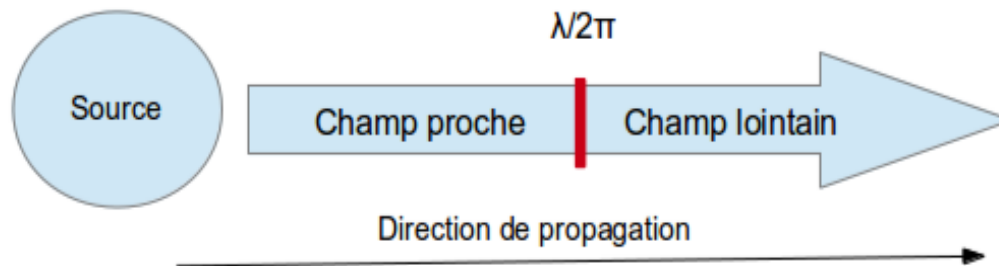 λ/2π
Source
Champ proche
Champ lointain
Direction de propagation